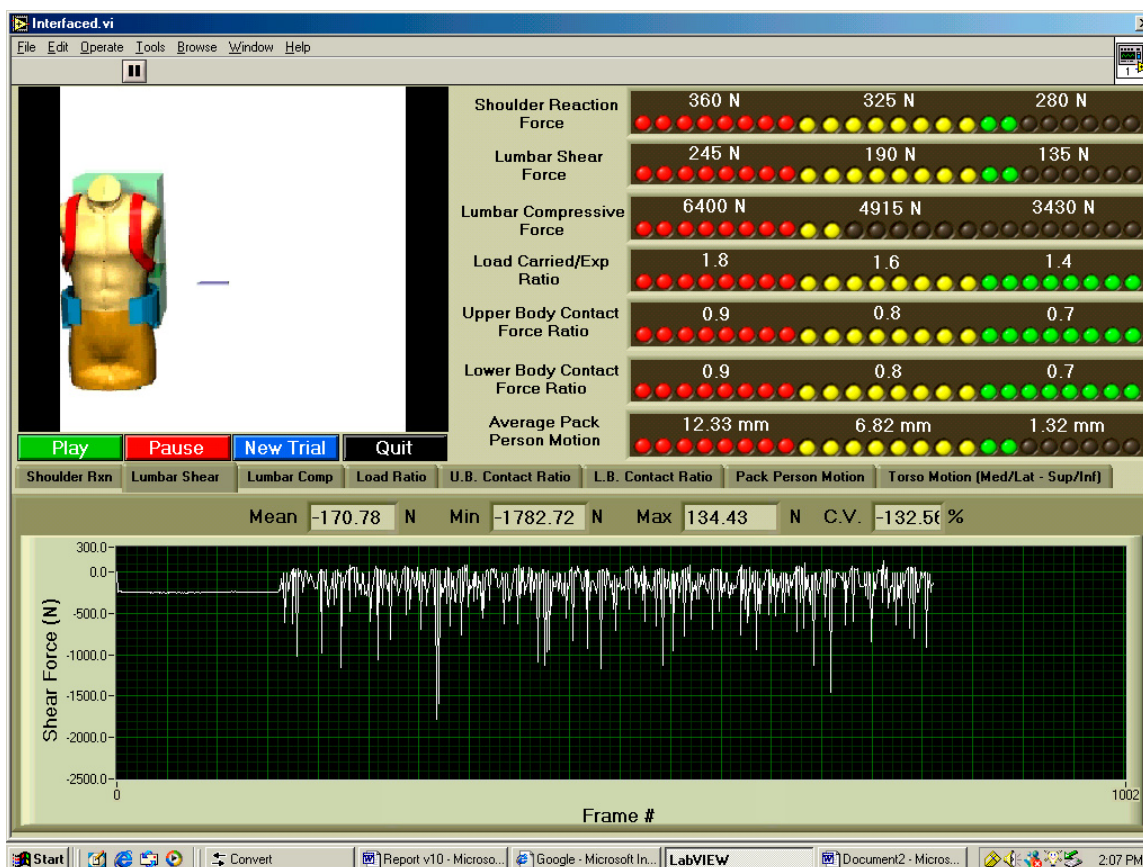 Interfaced.vi
File Edit Operate Tools Browse Window Help
1
Shoulder Reaction Force 360 N 325 N 280 N
Lumbar Shear Force 245 N 190 N 135 N
Lumbar Compressive Force 6400 N 4915 N 3430 N
Load Carried/Exp Ratio 1.8 1.6 1.4
Upper Body Contact Force Ratio 0.9 0.8 0.7
Lower Body Contact Force Ratio 0.9 0.8 0.7
Average Pack Person Motion 12.33 mm 6.82 mm 1.32 mm
Play Pause New Trial Quit
Shoulder Rxn Lumbar Shear Lumbar Comp Load Ratio U.B. Contact Ratio L.B. Contact Ratio Pack Person Motion Torso Motion (Med/Lat - Sup/Inf)
Mean -170.78 N Min -1782.72 N Max 134.43 N C.V. -132.56 %
Shear Force (N)
300.0
0.0
-500.0
-1000.0
-1500.0
-2000.0
-2500.0
0 1002
Frame #
Start Convert Report v10 - Microso... Google - Microsoft In... LabVIEW Document2 - Micros... 2:07 PM